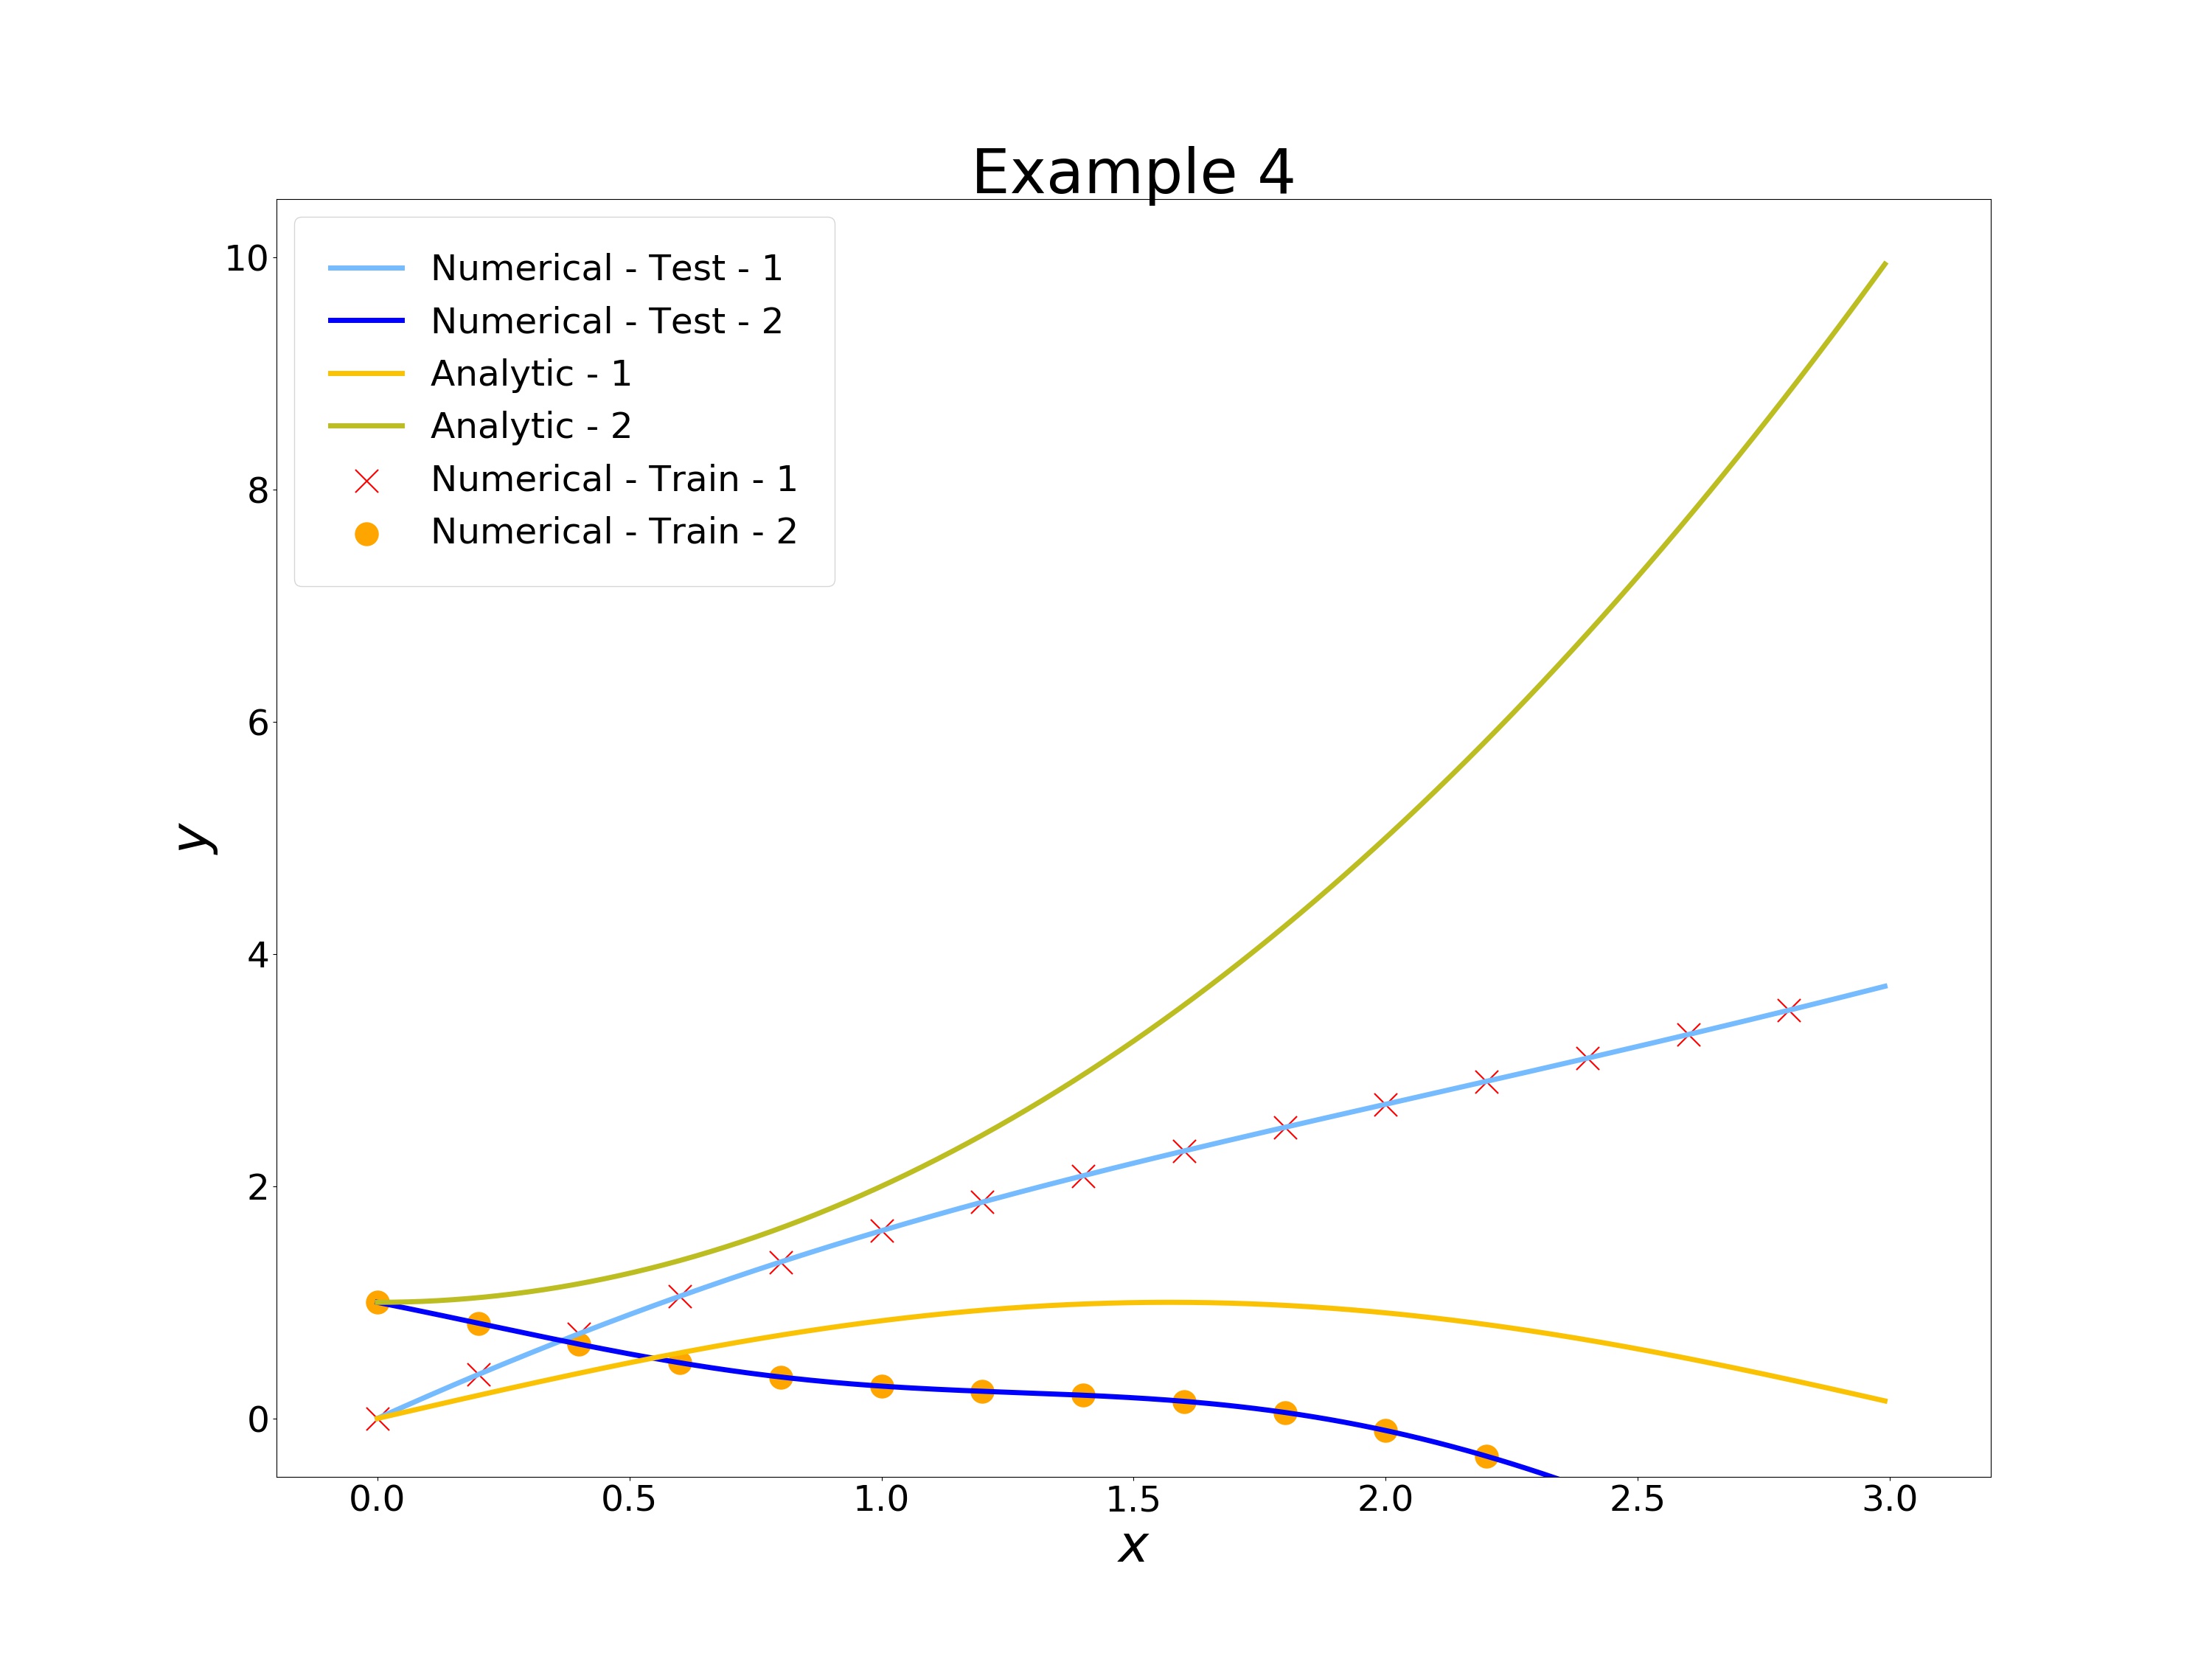 Example 4
Numerical - Test - 1
Numerical - Test - 2
Analytic - 1
Analytic - 2
Numerical - Train - 1
Numerical - Train - 2
10
8
6
4
2
0
y
0.0 0.5 1.0 1.5 2.0 2.5 3.0
x